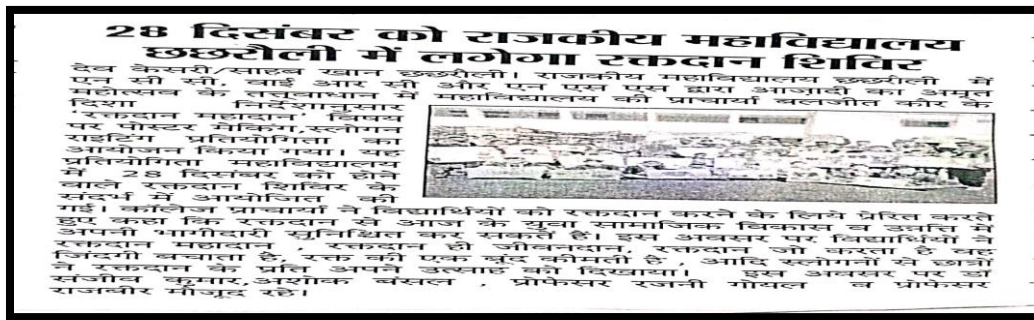 28 दिसंबर को राजकीय महाविद्यालय
छछरौली में लगेगा रक्तदान शिविर
देव केसरी/साहब खान छछरौली। राजकीय महाविद्यालय छछरौली में
एन सी सी, वाई आर सी और एन एस एस द्वारा आज़ादी का अमृत
महोत्सव के तत्वाधान में महाविद्यालय की प्राचार्या बलजीत कौर के
दिशा निर्देशानुसार
'रक्तदान महादान' विषय
पर पोस्टर मेकिंग,स्लोगन
राइटिंग प्रतियोगिता का
आयोजन किया गया। यह
प्रतियोगिता महाविद्यालय
में 28 दिसंबर को होने
वाले रक्तदान शिविर के
संदर्भ में आयोजित की
गई। कॉलेज प्राचार्या ने विद्यार्थियों को रक्तदान करने के लिये प्रेरित करते
हुए कहा कि रक्तदान से आज के युवा सामाजिक विकास व उन्नति में
अपनी भागीदारी सुनिश्चित कर सकते है। इस अवसर पर विद्यार्थियों ने
रक्तदान महादान , रक्तदान ही जीवनदान, रक्तदान जो करता है वह
जिंदगी बचाता है, रक्त की एक बूंद कीमती है , आदि स्लोगनों से छात्रों
ने रक्तदान के प्रति अपने उत्साह को दिखाया। इस अवसर पर डॉ
संजीव कुमार,अशोक बंसल , प्रोफेसर रजनी गोयल व प्रोफेसर
राजबीर मौजूद रहे।